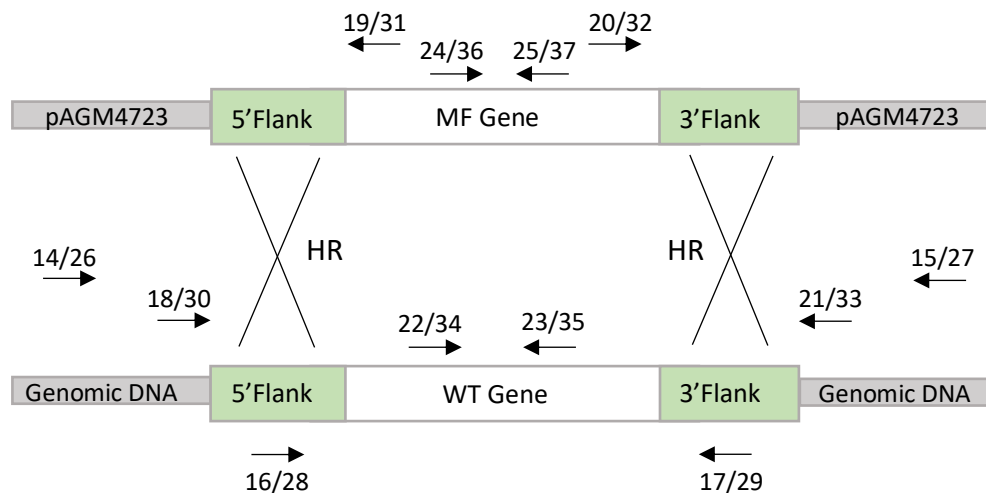 19/31 20/32
24/36 25/37
pAGM4723 5'Flank MF Gene 3'Flank pAGM4723
HR HR
14/26 15/27
18/30 21/33
22/34 23/35
Genomic DNA 5'Flank WT Gene 3'Flank Genomic DNA
16/28 17/29